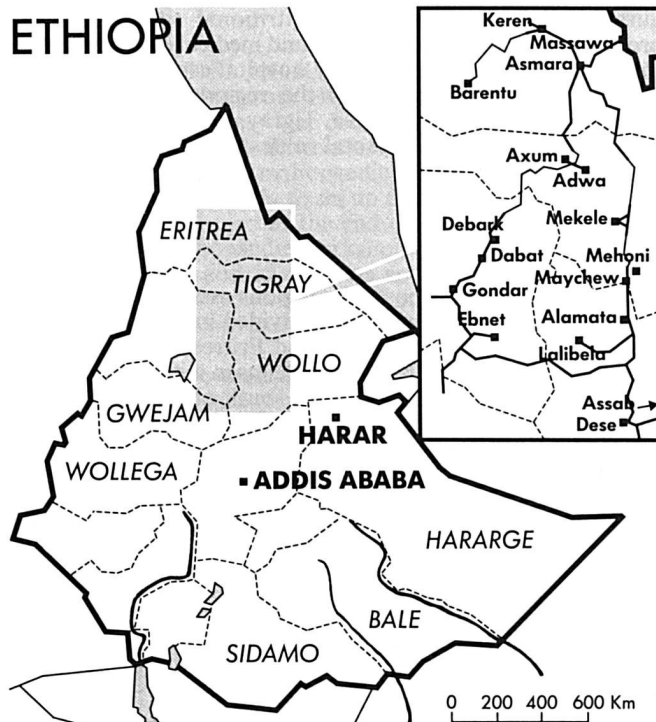 ETHIOPIA
ERITREA
TIGRAY
WOLLO
GWEJAM
HARAR
WOLLEGA
ADDIS ABABA
HARARGE
BALE
SIDAMO
0 200 400 600 Km
Keren
Massawa
Asmara
Barentu
Axum
Adwa
Debark
Mekele
Dabat
Mehoni
Maychew
Gondar
Ebnet
Alamata
Lalibela
Assab
Dese